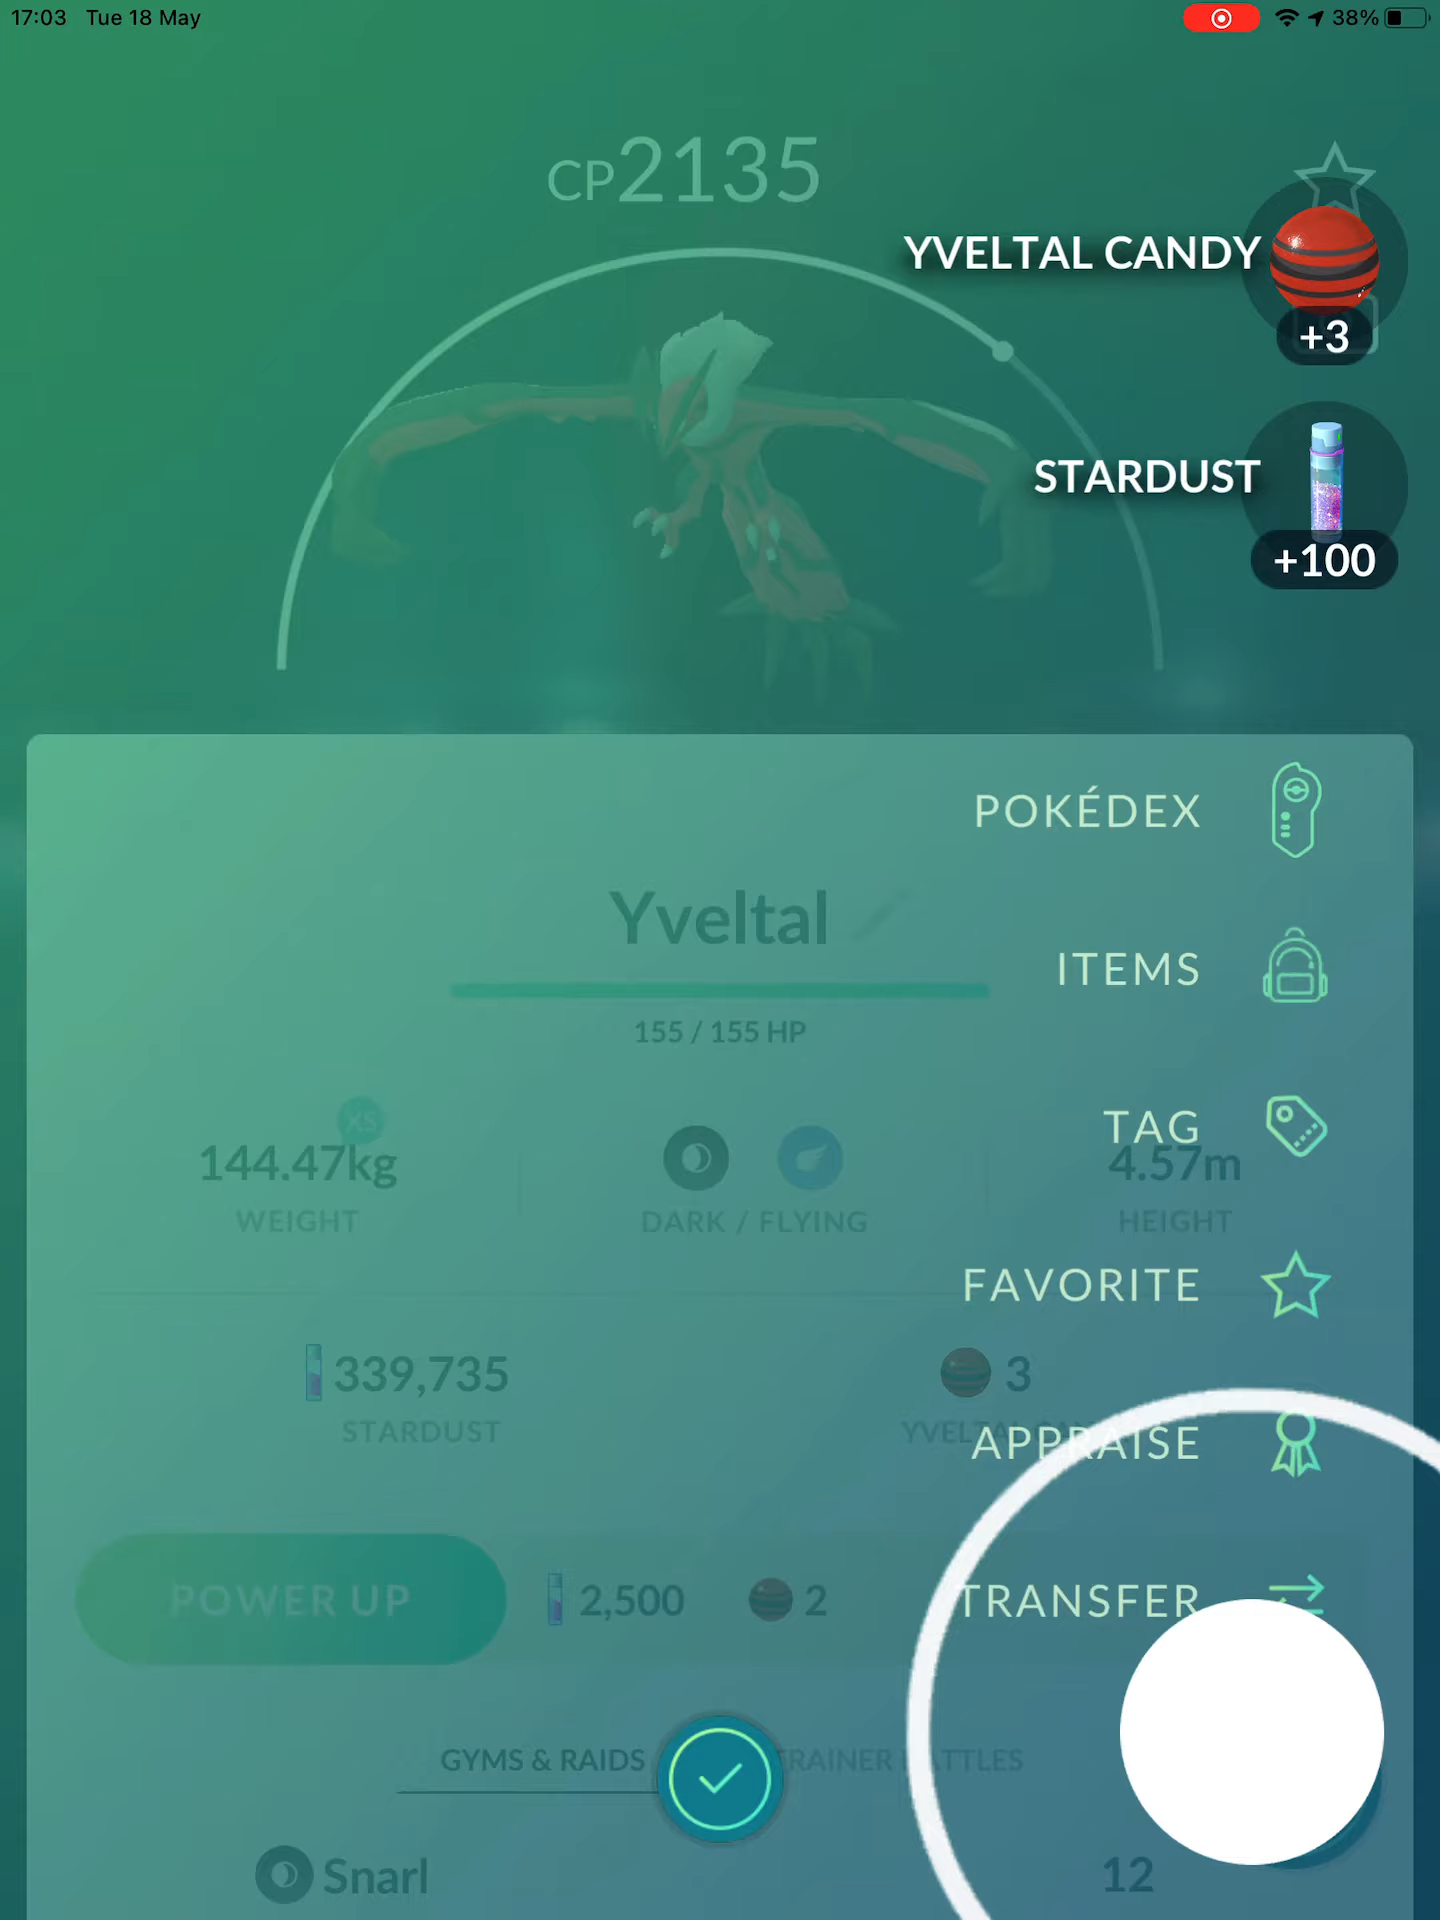 17:03 Tue 18 May 38%
CP2135
YVELTAL CANDY
+3
STARDUST
+100
POKÉDEX
Yveltal
ITEMS
155 / 155 HP
XS
TAG
144.47kg 4.57m
WEIGHT DARK / FLYING HEIGHT
FAVORITE
339,735 3
STARDUST
APPRAISE
POWER UP 2,500 2 TRANSFER
GYMS & RAIDS TRAINER BATTLES
Snarl 12